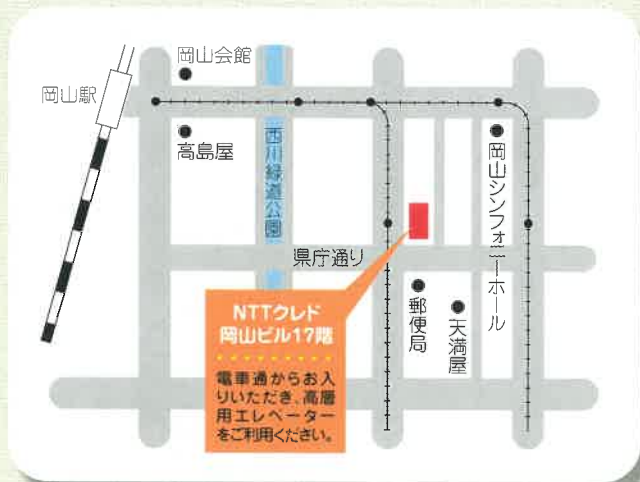 岡山会館
岡山駅
高島屋
西川緑道公園
岡山シンフォニーホール
県庁通り
NTTクレド
岡山ビル17階
電車通からお入
りいただき、高層
用エレベーター
をご利用ください。
郵便局
天満屋